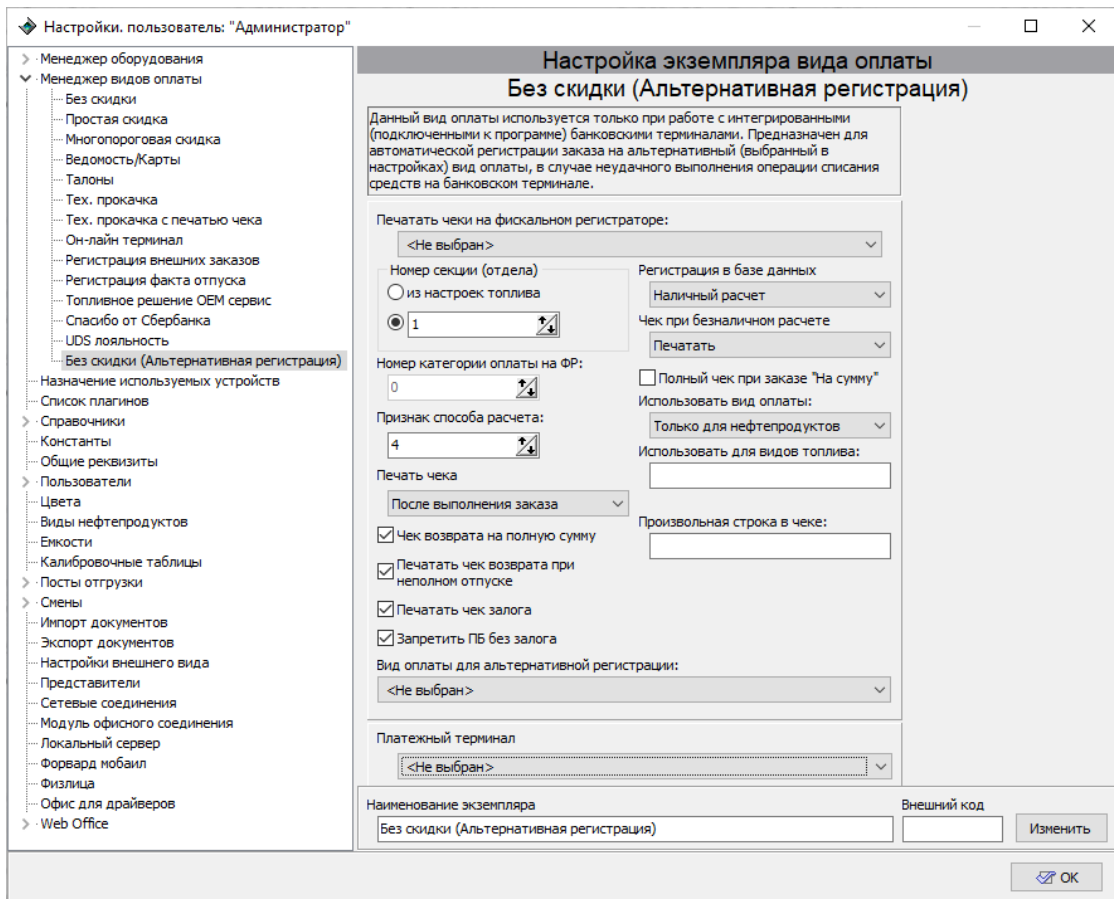 Настройки. пользователь: "Администратор"
Менеджер оборудования
Менеджер видов оплаты
Без скидки
Простая скидка
Многопороговая скидка
Ведомость/Карты
Талоны
Тех. прокачка
Тех. прокачка с печатью чека
Он-лайн терминал
Регистрация внешних заказов
Регистрация факта отпуска
Топливное решение OEM сервис
Спасибо от Сбербанка
UDS лояльность
Без скидки (Альтернативная регистрация)
Назначение используемых устройств
Список плагинов
Справочники
Константы
Общие реквизиты
Пользователи
Цвета
Виды нефтепродуктов
Емкости
Калибровочные таблицы
Посты отгрузки
Смены
Импорт документов
Экспорт документов
Настройки внешнего вида
Представители
Сетевые соединения
Модуль офисного соединения
Локальный сервер
Форвард мобаил
Физлица
Офис для драйверов
Web Office
Настройка экземпляра вида оплаты
Без скидки (Альтернативная регистрация)
Данный вид оплаты используется только при работе с интегрированными
(подключенными к программе) банковскими терминалами. Предназначен для
автоматической регистрации заказа на альтернативный (выбранный в
настройках) вид оплаты, в случае неудачного выполнения операции списания
средств на банковском терминале.
Печатать чеки на фискальном регистраторе:
<Не выбран>
Номер секции (отдела)
из настроек топлива
1
Номер категории оплаты на ФР:
0
Признак способа расчета:
4
Печать чека
После выполнения заказа
Чек возврата на полную сумму
Печатать чек возврата при
неполном отпуске
Печатать чек залога
Запретить ПБ без залога
Регистрация в базе данных
Наличный расчет
Чек при безналичном расчете
Печатать
Полный чек при заказе "На сумму"
Использовать вид оплаты:
Только для нефтепродуктов
Использовать для видов топлива:
Произвольная строка в чеке:
Вид оплаты для альтернативной регистрации:
<Не выбран>
Платежный терминал
<Не выбран>
Наименование экземпляра
Внешний код
Без скидки (Альтернативная регистрация)
Изменить
OK